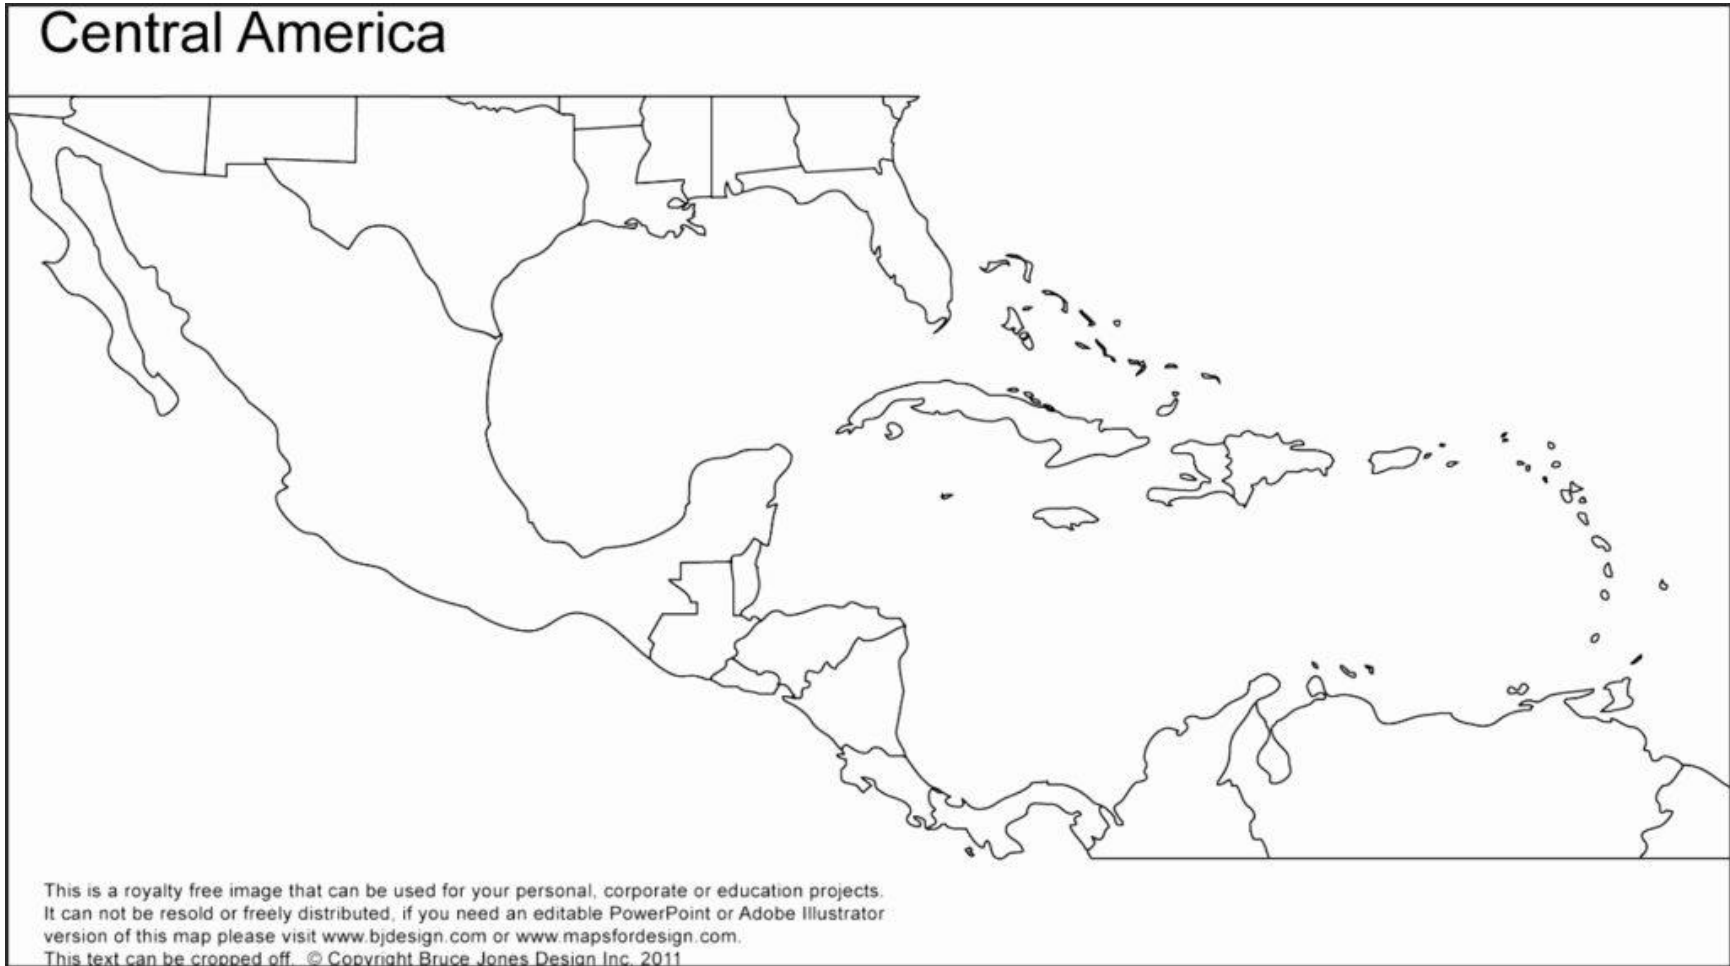 Central America
This is a royalty free image that can be used for your personal, corporate or education projects.
It can not be resold or freely distributed, if you need an editable PowerPoint or Adobe Illustrator
version of this map please visit www.bjdesign.com or www.mapsfordesign.com.
This text can be cropped off. © Copyright Bruce Jones Design Inc. 2011